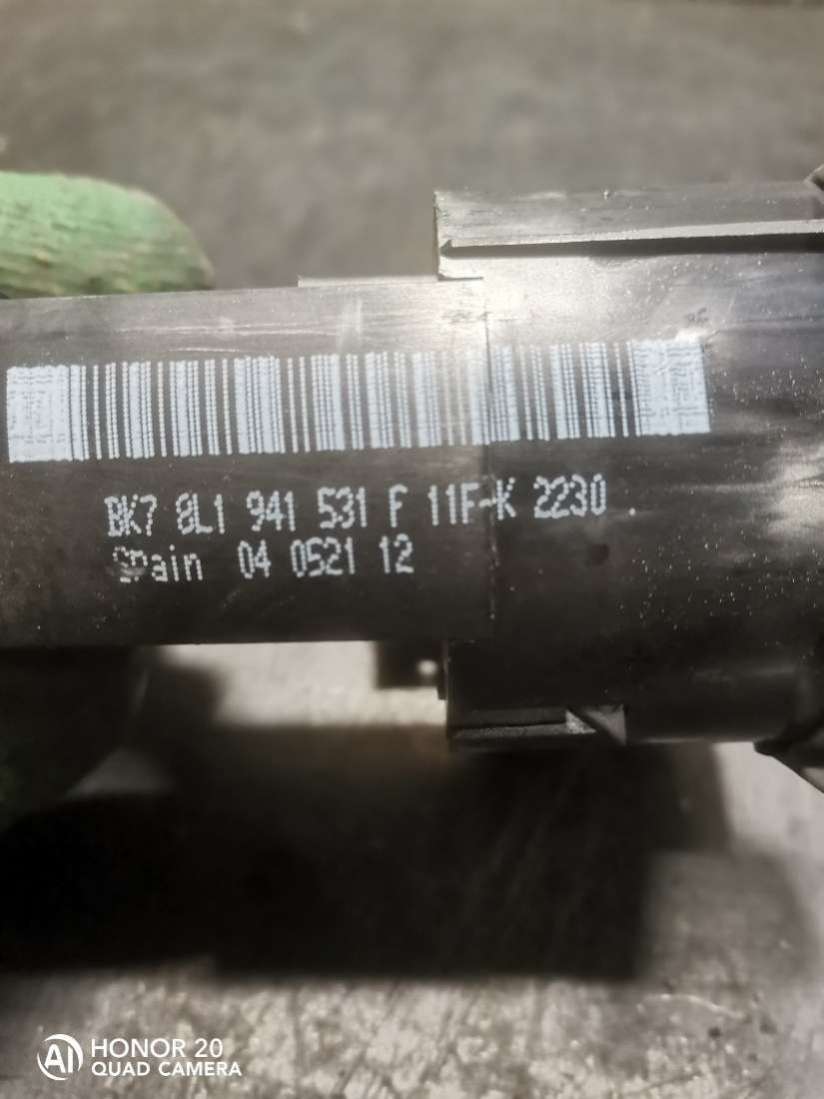 BK7 8L1 941 531 F 11F-K 2230
Spain 04 0521 12
HONOR 20
QUAD CAMERA